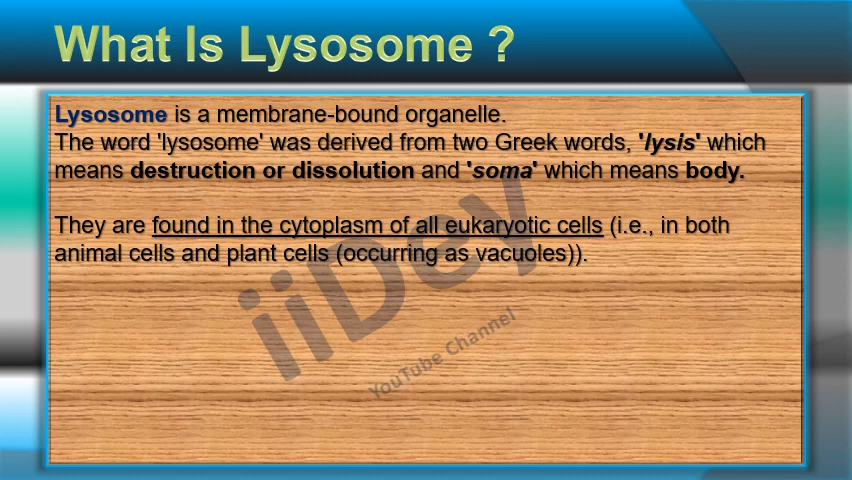 What Is Lysosome ?
Lysosome is a membrane-bound organelle.
The word 'lysosome' was derived from two Greek words, 'lysis' which
means destruction or dissolution and 'soma' which means body.
They are found in the cytoplasm of all eukaryotic cells (i.e., in both
animal cells and plant cells (occurring as vacuoles)).
iiDey
YouTube Channel